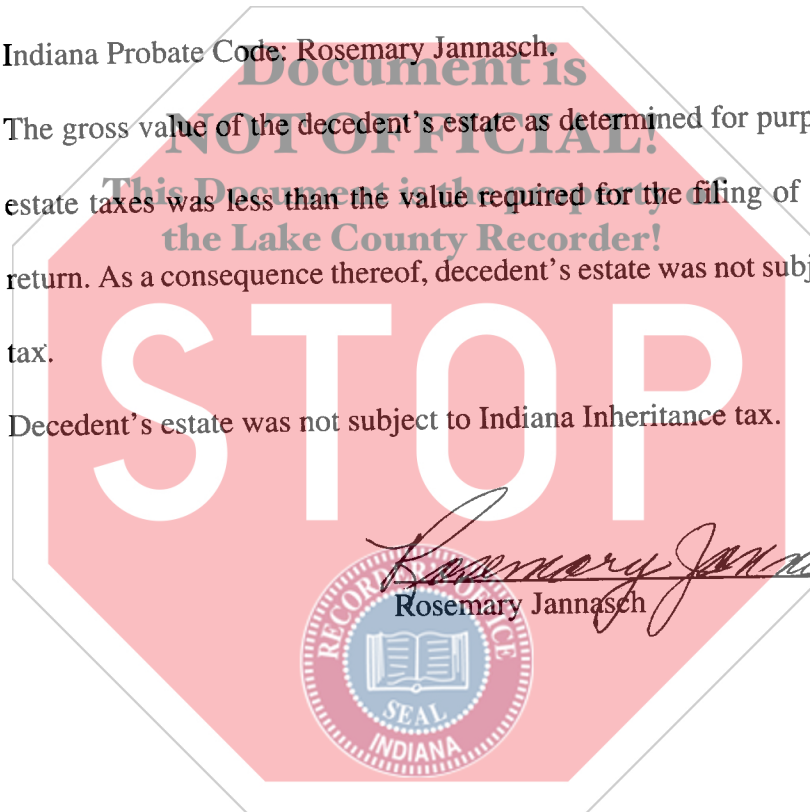 Indiana Probate Code: Rosemary Jannasch.
Document is
The gross value of the decedent's estate as determined for purp
NOT OFFICIAL!
estate taxes was less than the value required for the filing of
This Document is the property of
the Lake County Recorder!
return. As a consequence thereof, decedent's estate was not subj
tax.
STOP
Decedent's estate was not subject to Indiana Inheritance tax.
Rosemary Janna
Rosemary Jannasch
RECORDER'S OFFICE
SEAL
INDIANA